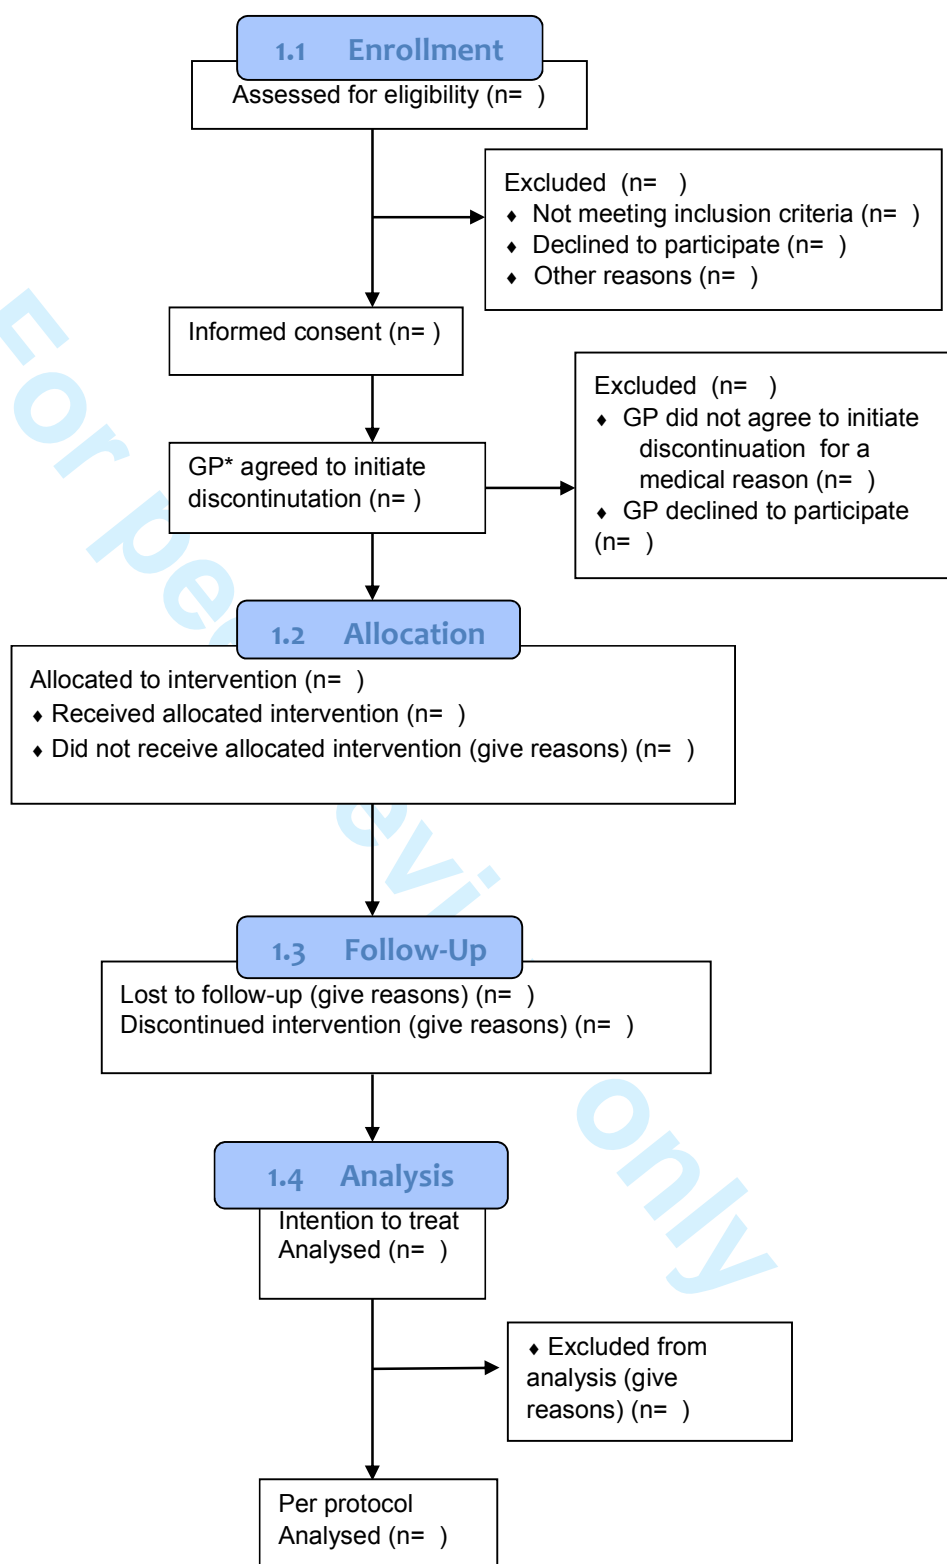 1.1 Enrollment
Assessed for eligibility (n= )
Excluded (n= )
♦ Not meeting inclusion criteria (n= )
♦ Declined to participate (n= )
♦ Other reasons (n= )
Informed consent (n= )
Excluded (n= )
♦ GP did not agree to initiate
discontinuation for a
medical reason (n= )
♦ GP declined to participate
(n= )
GP* agreed to initiate
discontinutation (n= )
1.2 Allocation
Allocated to intervention (n= )
♦ Received allocated intervention (n= )
♦ Did not receive allocated intervention (give reasons) (n= )
1.3 Follow-Up
Lost to follow-up (give reasons) (n= )
Discontinued intervention (give reasons) (n= )
1.4 Analysis
Intention to treat
Analysed (n= )
♦ Excluded from
analysis (give
reasons) (n= )
Per protocol
Analysed (n= )
For peer review only